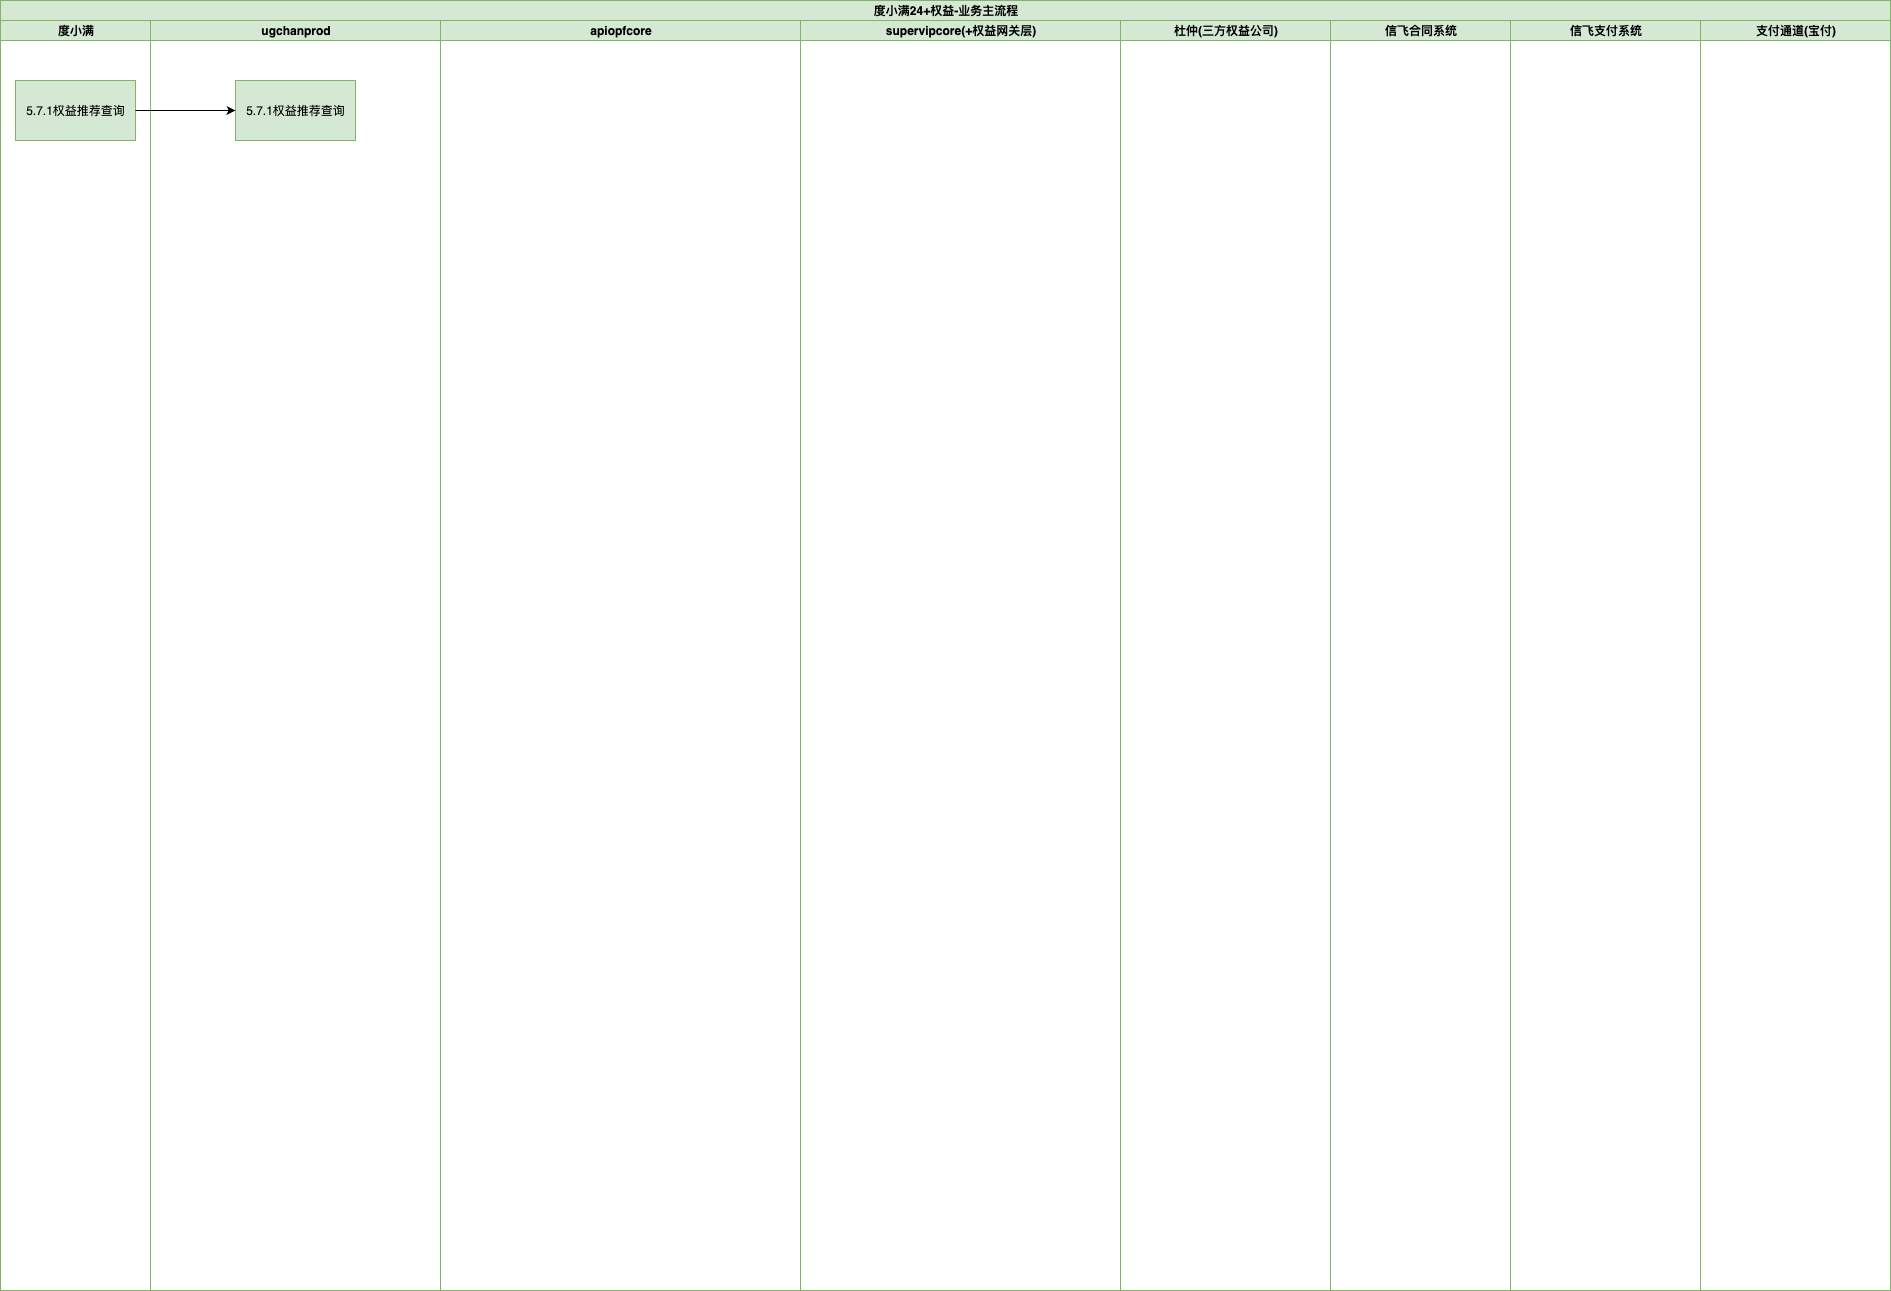 度小满24+权益-业务主流程
度小满
ugchanprod
apiopfcore
supervipcore(+权益网关层)
杜仲(三方权益公司)
信飞合同系统
信飞支付系统
支付通道(宝付)
5.7.1权益推荐查询
5.7.1权益推荐查询